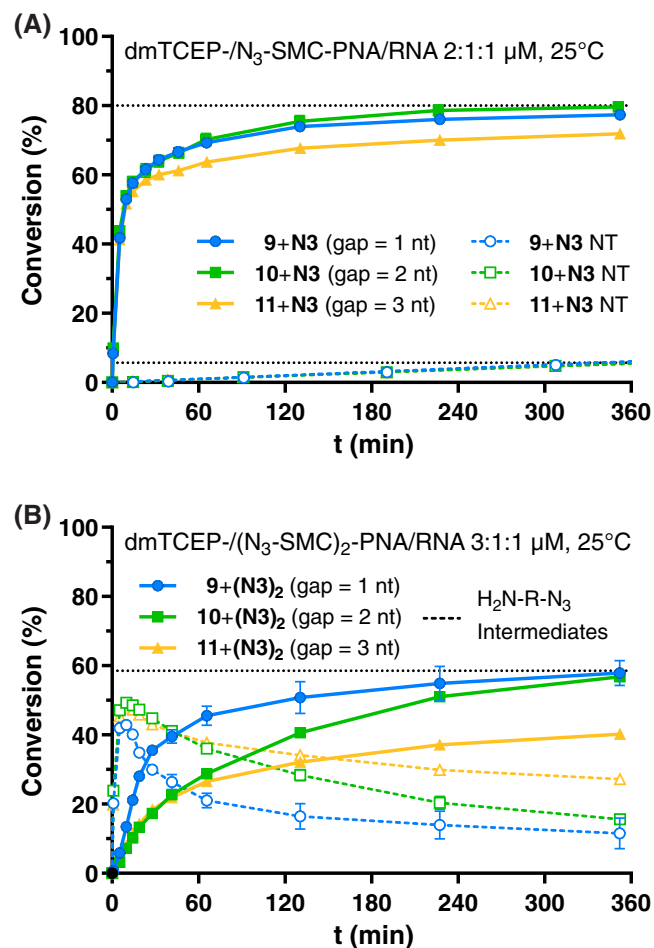 (A)
dmTCEP-/N₃-SMC-PNA/RNA 2:1:1 µM, 25°C
Conversion (%)
100
80
60
40
20
0
9+N3 (gap = 1 nt)
9+N3 NT
10+N3 (gap = 2 nt)
10+N3 NT
11+N3 (gap = 3 nt)
11+N3 NT
0
60
120
180
240
300
360
t (min)
(B)
dmTCEP-/(N₃-SMC)₂-PNA/RNA 3:1:1 µM, 25°C
Conversion (%)
100
80
60
40
20
0
9+(N3)₂ (gap = 1 nt)
10+(N3)₂ (gap = 2 nt)
11+(N3)₂ (gap = 3 nt)
H₂N-R-N₃
Intermediates
0
60
120
180
240
300
360
t (min)